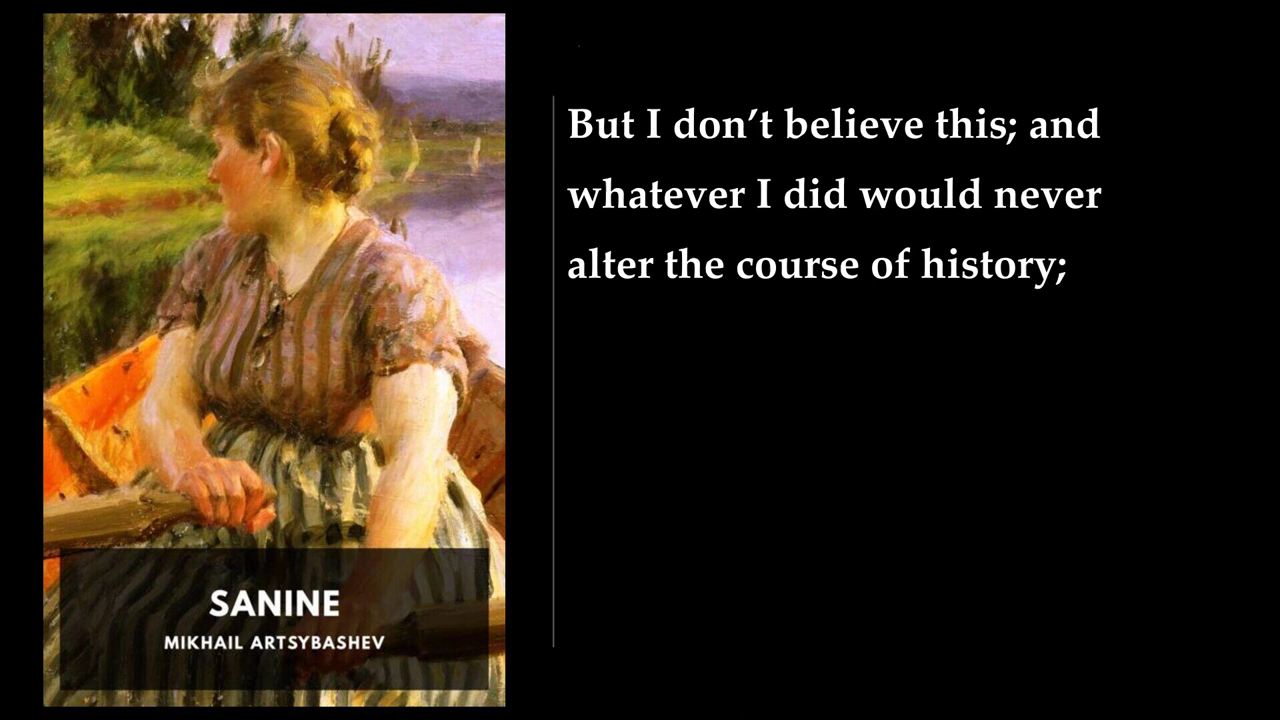 But I don’t believe this; and
whatever I did would never
alter the course of history;
SANINE
MIKHAIL ARTSYBASHEV